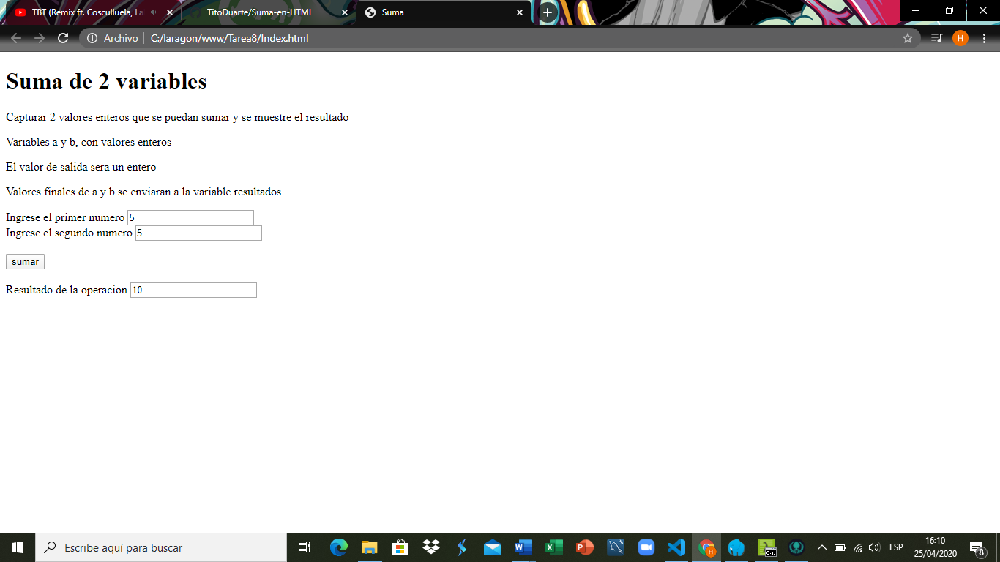 TBT (Remix ft. Cosculluela, La
TitoDuarte/Suma-en-HTML
Suma
Archivo
C:/laragon/www/Tarea8/Index.html
H
Suma de 2 variables
Capturar 2 valores enteros que se puedan sumar y se muestre el resultado
Variables a y b, con valores enteros
El valor de salida sera un entero
Valores finales de a y b se enviaran a la variable resultados
Ingrese el primer numero 5
Ingrese el segundo numero 5
sumar
Resultado de la operacion 10
Escribe aquí para buscar
ESP
16:10
25/04/2020
8